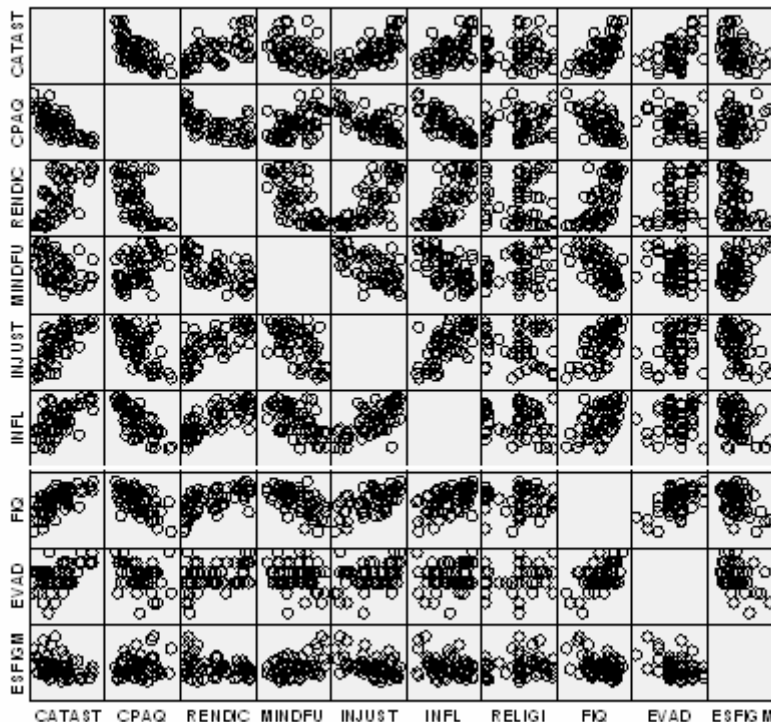 CATAST
CPAQ
RENDIC
MINDFU
INJUST
INFL
FIQ
EVAD
ESFIGM
CATAST CPAQ RENDIC MINDFU INJUST INFL RELIGI FIQ EVAD ESFIGM